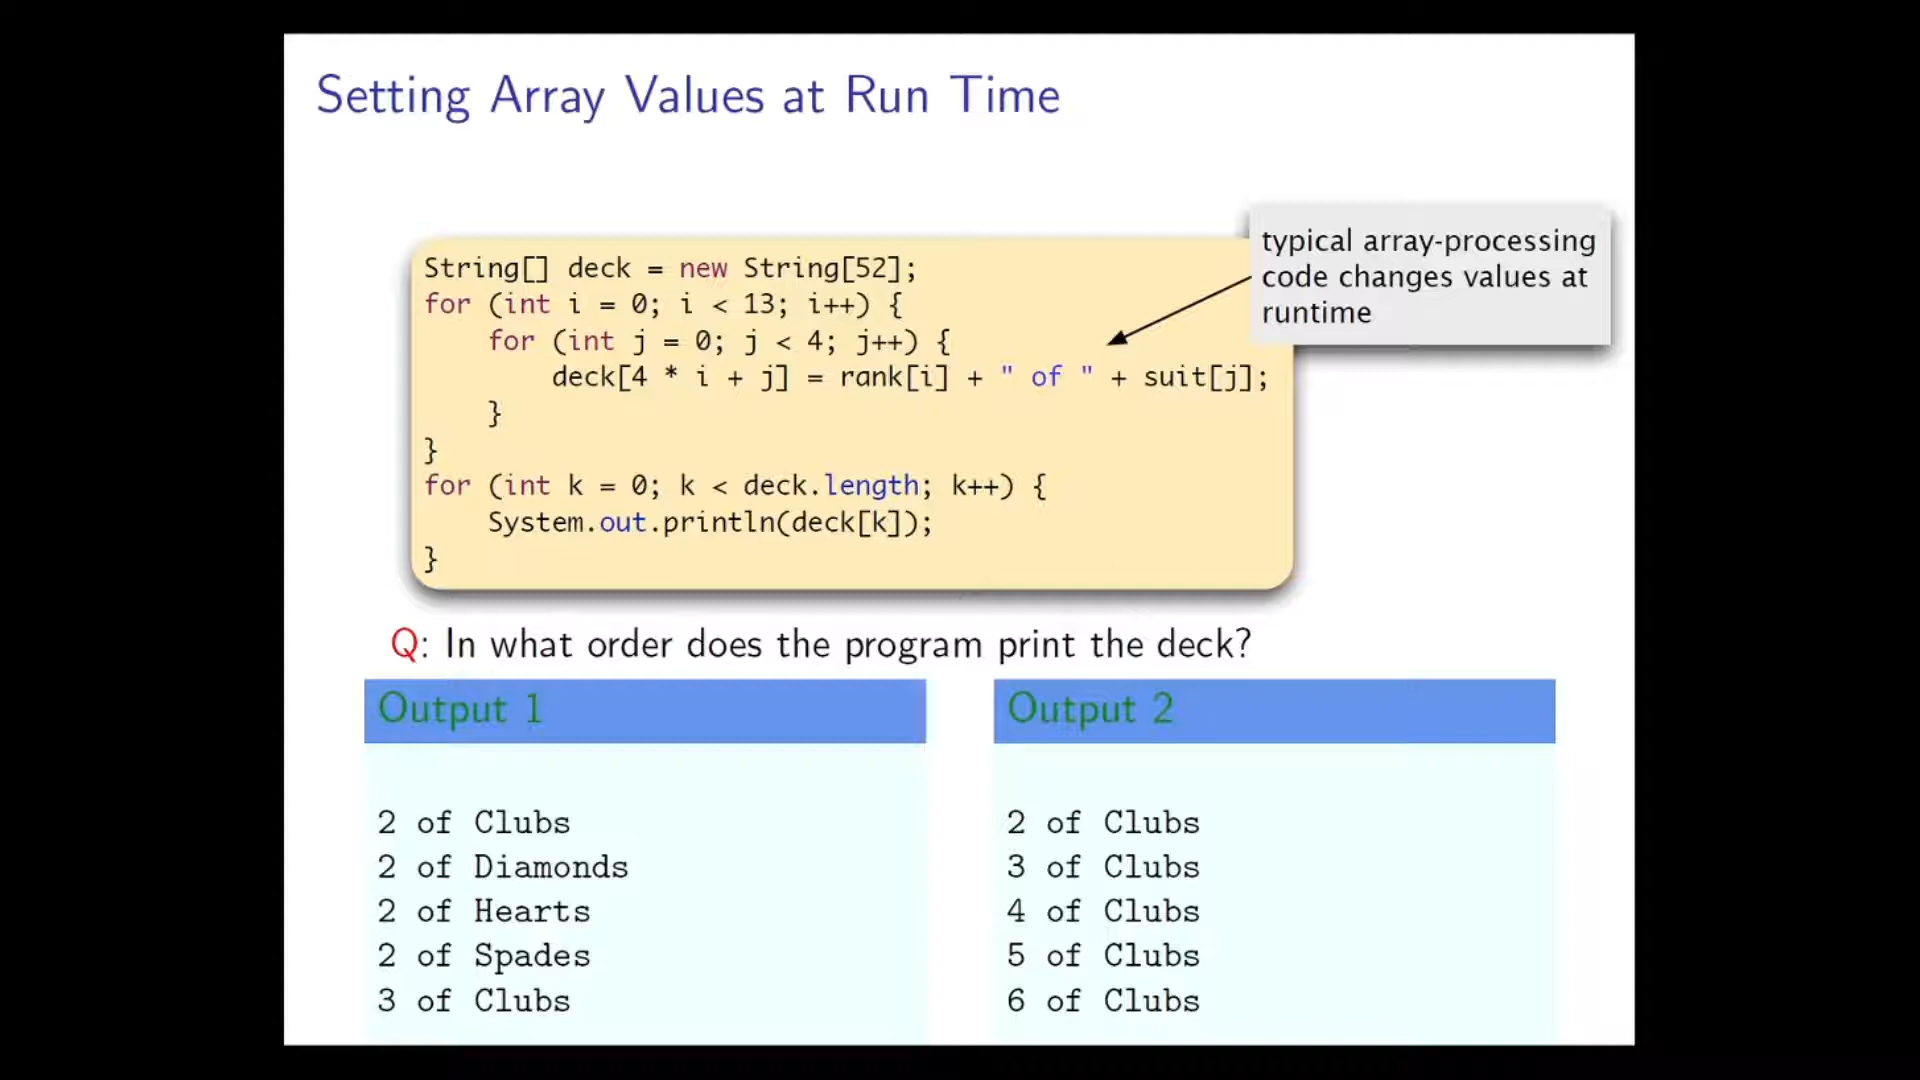 Setting Array Values at Run Time
typical array-processing
code changes values at
runtime
String[] deck = new String[52];
for (int i = 0; i < 13; i++) {
    for (int j = 0; j < 4; j++) {
        deck[4 * i + j] = rank[i] + " of " + suit[j];
    }
}
for (int k = 0; k < deck.length; k++) {
    System.out.println(deck[k]);
}
Q: In what order does the program print the deck?
Output 1
2 of Clubs
2 of Diamonds
2 of Hearts
2 of Spades
3 of Clubs
Output 2
2 of Clubs
3 of Clubs
4 of Clubs
5 of Clubs
6 of Clubs